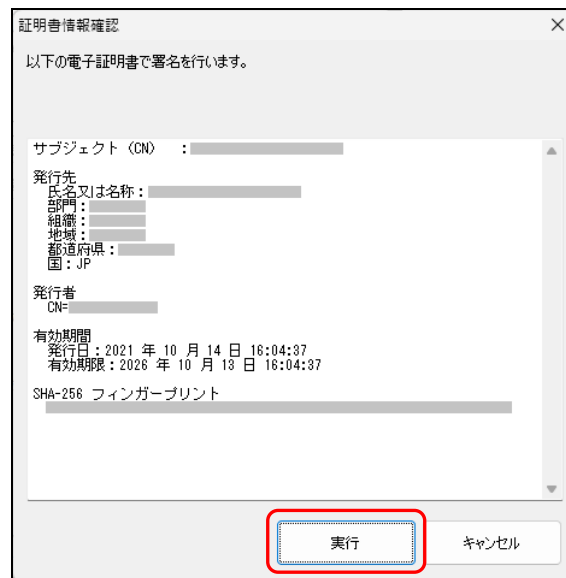 証明書情報確認
以下の電子証明書で署名を行います。
サブジェクト（CN）　：
発行先
氏名又は名称：
部門：
組織：
地域：
都道府県：
国：JP
発行者
CN=
有効期間
発行日：2021 年 10 月 14 日 16:04:37
有効期限：2026 年 10 月 13 日 16:04:37
SHA-256 フィンガープリント
実行
キャンセル